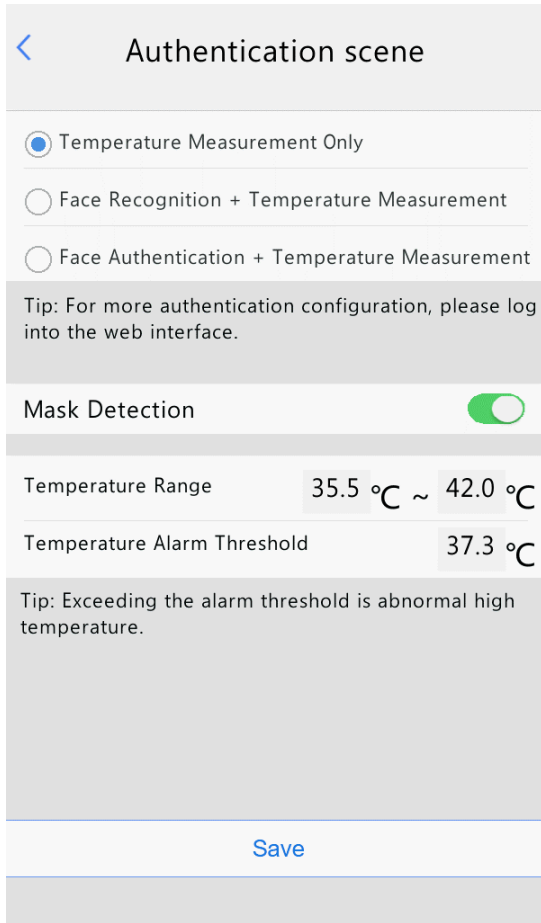 Authentication scene
Temperature Measurement Only
Face Recognition + Temperature Measurement
Face Authentication + Temperature Measurement
Tip: For more authentication configuration, please log
into the web interface.
Mask Detection
Temperature Range 35.5 °C ~ 42.0 °C
Temperature Alarm Threshold 37.3 °C
Tip: Exceeding the alarm threshold is abnormal high
temperature.
Save